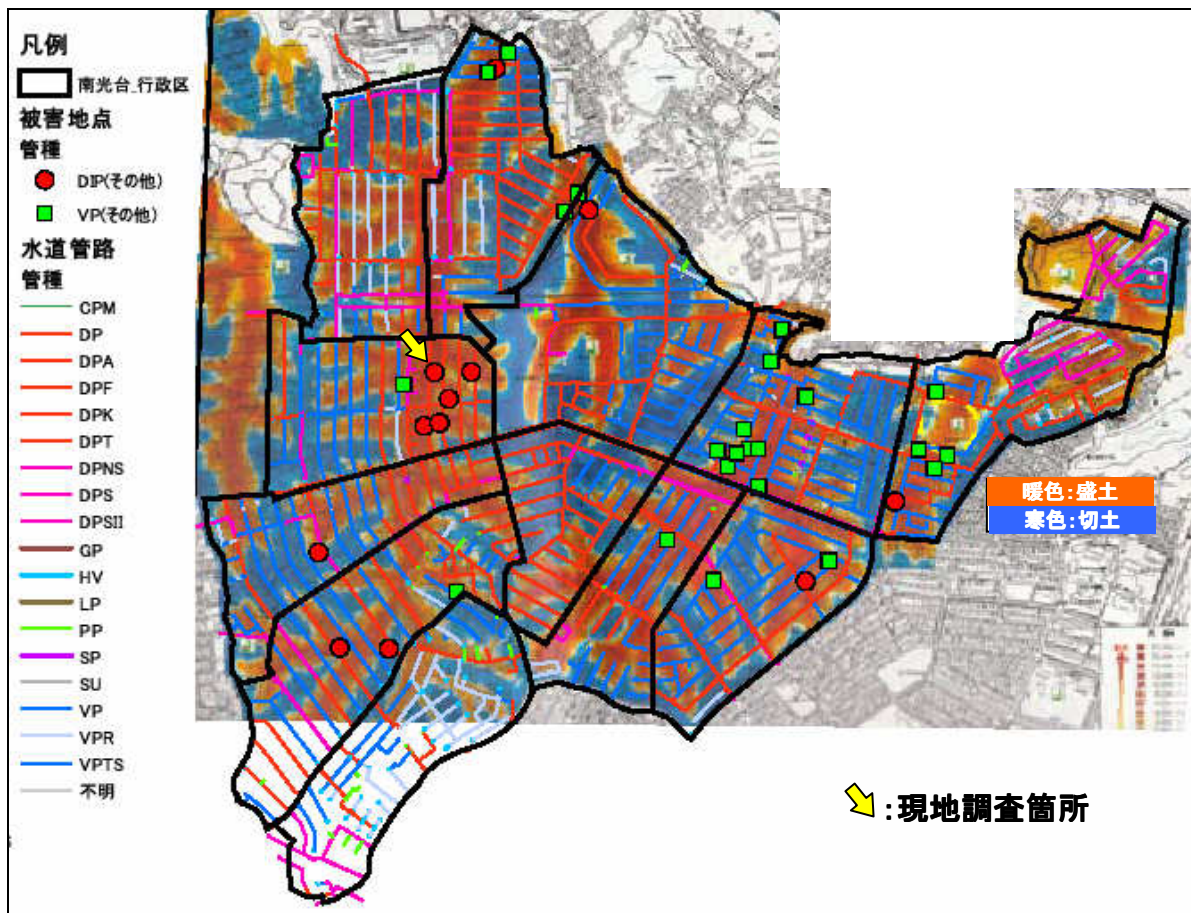 凡例
南光台_行政区
被害地点
管種
DIP(その他)
VP(その他)
水道管路
管種
CPM
DP
DPA
DPF
DPK
DPT
DPNS
DPS
DPSII
GP
HV
LP
PP
SP
SU
VP
VPR
VPTS
不明
暖色:盛土
寒色:切土
:現地調査箇所